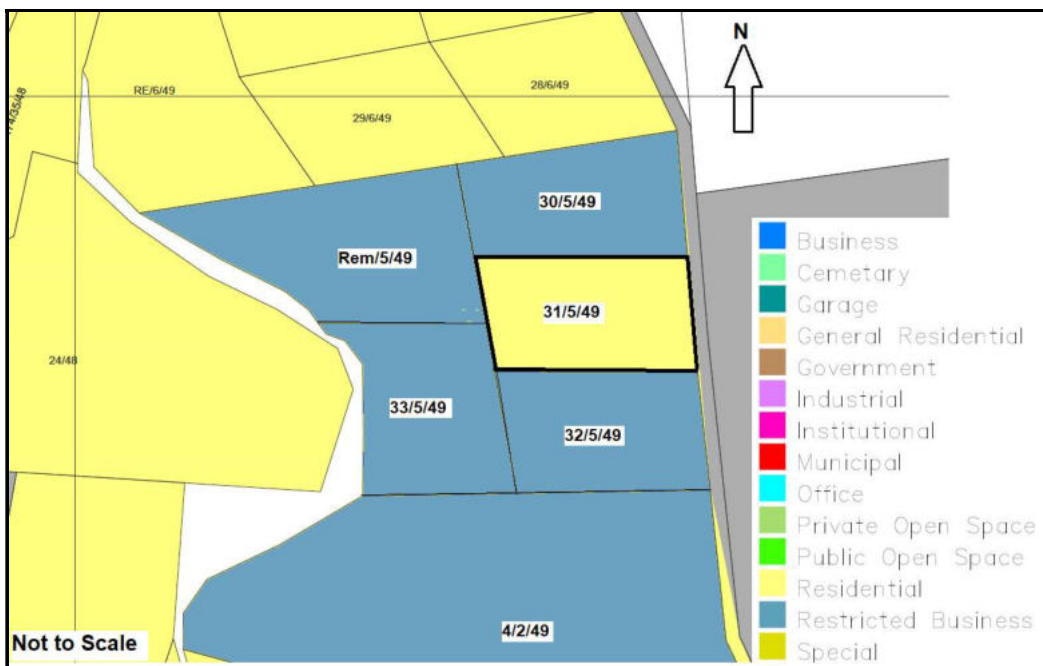 N
RE/6/49
28/6/49
29/6/49
30/5/49
Rem/5/49
31/5/49
24/48
33/5/49
32/5/49
4/2/49
Not to Scale
Business
Cemetary
Garage
General Residential
Government
Industrial
Institutional
Municipal
Office
Private Open Space
Public Open Space
Residential
Restricted Business
Special